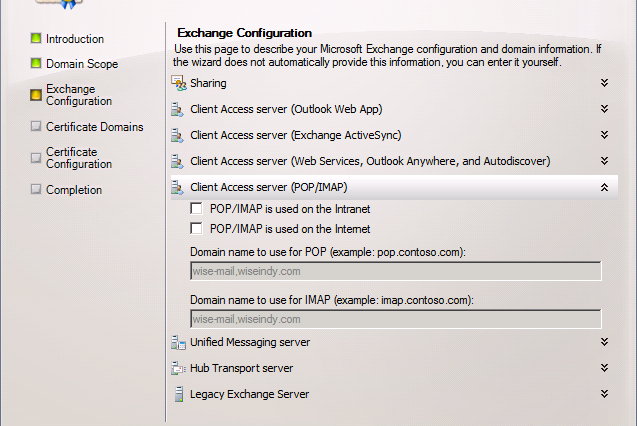 Exchange Configuration
Use this page to describe your Microsoft Exchange configuration and domain information. If
the wizard does not automatically provide this information, you can enter it yourself.
Introduction
Domain Scope
Exchange
Configuration
Certificate Domains
Certificate
Configuration
Completion
Sharing
Client Access server (Outlook Web App)
Client Access server (Exchange ActiveSync)
Client Access server (Web Services, Outlook Anywhere, and Autodiscover)
Client Access server (POP/IMAP)
POP/IMAP is used on the Intranet
POP/IMAP is used on the Internet
Domain name to use for POP (example: pop.contoso.com):
wise-mail,wiseindy.com
Domain name to use for IMAP (example: imap.contoso.com):
wise-mail,wiseindy.com
Unified Messaging server
Hub Transport server
Legacy Exchange Server